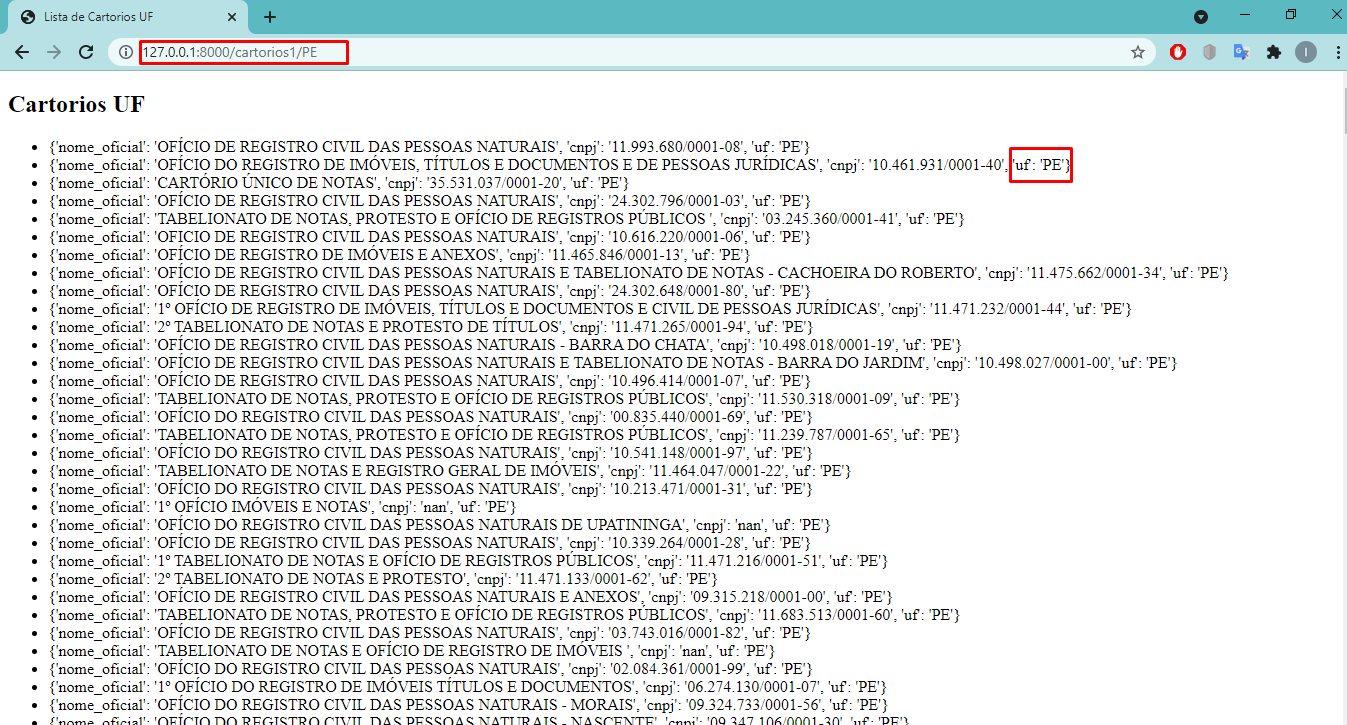 Lista de Cartorios UF
127.0.0.1:8000/cartorios1/PE
I
Cartorios UF
{'nome_oficial': 'OFÍCIO DE REGISTRO CIVIL DAS PESSOAS NATURAIS', 'cnpj': '11.993.680/0001-08', 'uf': 'PE'}
{'nome_oficial': 'OFÍCIO DO REGISTRO DE IMÓVEIS, TÍTULOS E DOCUMENTOS E DE PESSOAS JURÍDICAS', 'cnpj': '10.461.931/0001-40', 'uf': 'PE'}
{'nome_oficial': 'CARTÓRIO ÚNICO DE NOTAS', 'cnpj': '35.531.037/0001-20', 'uf': 'PE'}
{'nome_oficial': 'OFÍCIO DE REGISTRO CIVIL DAS PESSOAS NATURAIS', 'cnpj': '24.302.796/0001-03', 'uf': 'PE'}
{'nome_oficial': 'TABELIONATO DE NOTAS, PROTESTO E OFÍCIO DE REGISTROS PÚBLICOS ', 'cnpj': '03.245.360/0001-41', 'uf': 'PE'}
{'nome_oficial': 'OFICIO DE REGISTRO CIVIL DAS PESSOAS NATURAIS', 'cnpj': '10.616.220/0001-06', 'uf': 'PE'}
{'nome_oficial': 'OFÍCIO DE REGISTRO DE IMÓVEIS E ANEXOS', 'cnpj': '11.465.846/0001-13', 'uf': 'PE'}
{'nome_oficial': 'OFÍCIO DO REGISTRO CIVIL DAS PESSOAS NATURAIS E TABELIONATO DE NOTAS - CACHOEIRA DO ROBERTO', 'cnpj': '11.475.662/0001-34', 'uf': 'PE'}
{'nome_oficial': 'OFÍCIO DE REGISTRO CIVIL DAS PESSOAS NATURAIS', 'cnpj': '24.302.648/0001-80', 'uf': 'PE'}
{'nome_oficial': '1º OFÍCIO DE REGISTRO DE IMÓVEIS, TÍTULOS E DOCUMENTOS E CIVIL DE PESSOAS JURÍDICAS', 'cnpj': '11.471.232/0001-44', 'uf': 'PE'}
{'nome_oficial': '2º TABELIONATO DE NOTAS E PROTESTO DE TÍTULOS', 'cnpj': '11.471.265/0001-94', 'uf': 'PE'}
{'nome_oficial': 'OFÍCIO DE REGISTRO CIVIL DAS PESSOAS NATURAIS - BARRA DO CHATA', 'cnpj': '10.498.018/0001-19', 'uf': 'PE'}
{'nome_oficial': 'OFÍCIO DE REGISTRO CIVIL DAS PESSOAS NATURAIS E TABELIONATO DE NOTAS - BARRA DO JARDIM', 'cnpj': '10.498.027/0001-00', 'uf': 'PE'}
{'nome_oficial': 'OFÍCIO DE REGISTRO CIVIL DAS PESSOAS NATURAIS', 'cnpj': '10.496.414/0001-07', 'uf': 'PE'}
{'nome_oficial': 'TABELIONATO DE NOTAS, PROTESTO E OFÍCIO DE REGISTROS PÚBLICOS', 'cnpj': '11.530.318/0001-09', 'uf': 'PE'}
{'nome_oficial': 'OFÍCIO DO REGISTRO CIVIL DAS PESSOAS NATURAIS', 'cnpj': '00.835.440/0001-69', 'uf': 'PE'}
{'nome_oficial': 'TABELIONATO DE NOTAS, PROTESTO E OFÍCIO DE REGISTROS PÚBLICOS', 'cnpj': '11.239.787/0001-65', 'uf': 'PE'}
{'nome_oficial': 'OFÍCIO DO REGISTRO CIVIL DAS PESSOAS NATURAIS', 'cnpj': '10.541.148/0001-97', 'uf': 'PE'}
{'nome_oficial': 'TABELIONATO DE NOTAS E REGISTRO GERAL DE IMÓVEIS', 'cnpj': '11.464.047/0001-22', 'uf': 'PE'}
{'nome_oficial': 'OFÍCIO DO REGISTRO CIVIL DAS PESSOAS NATURAIS', 'cnpj': '10.213.471/0001-31', 'uf': 'PE'}
{'nome_oficial': '1º OFÍCIO IMÓVEIS E NOTAS', 'cnpj': 'nan', 'uf': 'PE'}
{'nome_oficial': 'OFÍCIO DO REGISTRO CIVIL DAS PESSOAS NATURAIS DE UPATININGA', 'cnpj': 'nan', 'uf': 'PE'}
{'nome_oficial': 'OFÍCIO DO REGISTRO CIVIL DAS PESSOAS NATURAIS', 'cnpj': '10.339.264/0001-28', 'uf': 'PE'}
{'nome_oficial': '1º TABELIONATO DE NOTAS E OFÍCIO DE REGISTROS PÚBLICOS', 'cnpj': '11.471.216/0001-51', 'uf': 'PE'}
{'nome_oficial': '2º TABELIONATO DE NOTAS E PROTESTO', 'cnpj': '11.471.133/0001-62', 'uf': 'PE'}
{'nome_oficial': 'OFÍCIO DE REGISTRO CIVIL DAS PESSOAS NATURAIS E ANEXOS', 'cnpj': '09.315.218/0001-00', 'uf': 'PE'}
{'nome_oficial': 'TABELIONATO DE NOTAS, PROTESTO E OFÍCIO DE REGISTROS PÚBLICOS', 'cnpj': '11.683.513/0001-60', 'uf': 'PE'}
{'nome_oficial': 'OFÍCIO DE REGISTRO CIVIL DAS PESSOAS NATURAIS', 'cnpj': '03.743.016/0001-82', 'uf': 'PE'}
{'nome_oficial': 'TABELIONATO DE NOTAS E OFÍCIO DE REGISTRO DE IMÓVEIS ', 'cnpj': 'nan', 'uf': 'PE'}
{'nome_oficial': 'OFÍCIO DO REGISTRO CIVIL DAS PESSOAS NATURAIS', 'cnpj': '02.084.361/0001-99', 'uf': 'PE'}
{'nome_oficial': '1º OFÍCIO DO REGISTRO DE IMÓVEIS TÍTULOS E DOCUMENTOS', 'cnpj': '06.274.130/0001-07', 'uf': 'PE'}
{'nome_oficial': 'OFÍCIO DO REGISTRO CIVIL DAS PESSOAS NATURAIS - MORAIS', 'cnpj': '09.324.733/0001-56', 'uf': 'PE'}
{'nome_oficial': 'OFÍCIO DO REGISTRO CIVIL DAS PESSOAS NATURAIS - NASCENTE', 'cnpj': '09.347.106/0001-30', 'uf': 'PE'}